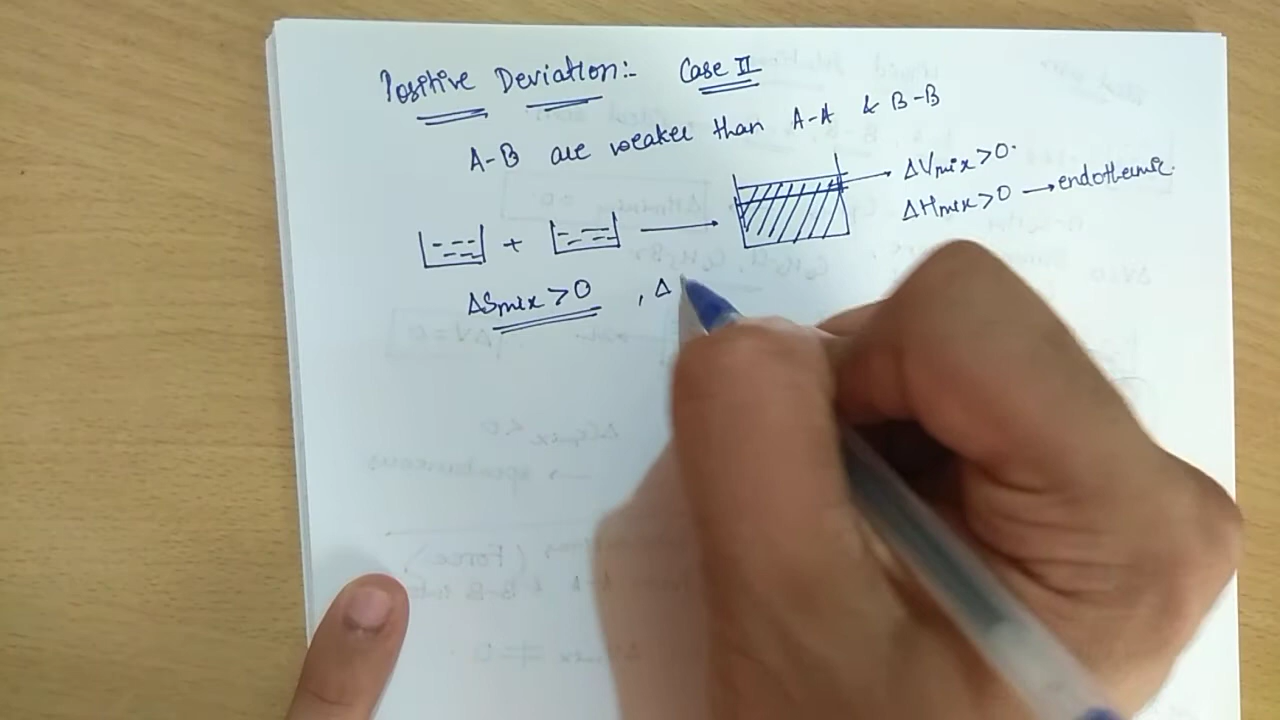 Positive Deviation:- Case II
A-B are weaker than A-A & B-B
ΔVmix>0.
ΔHmix>0 → endothermic.
+ →
ΔSmix>0 , Δ